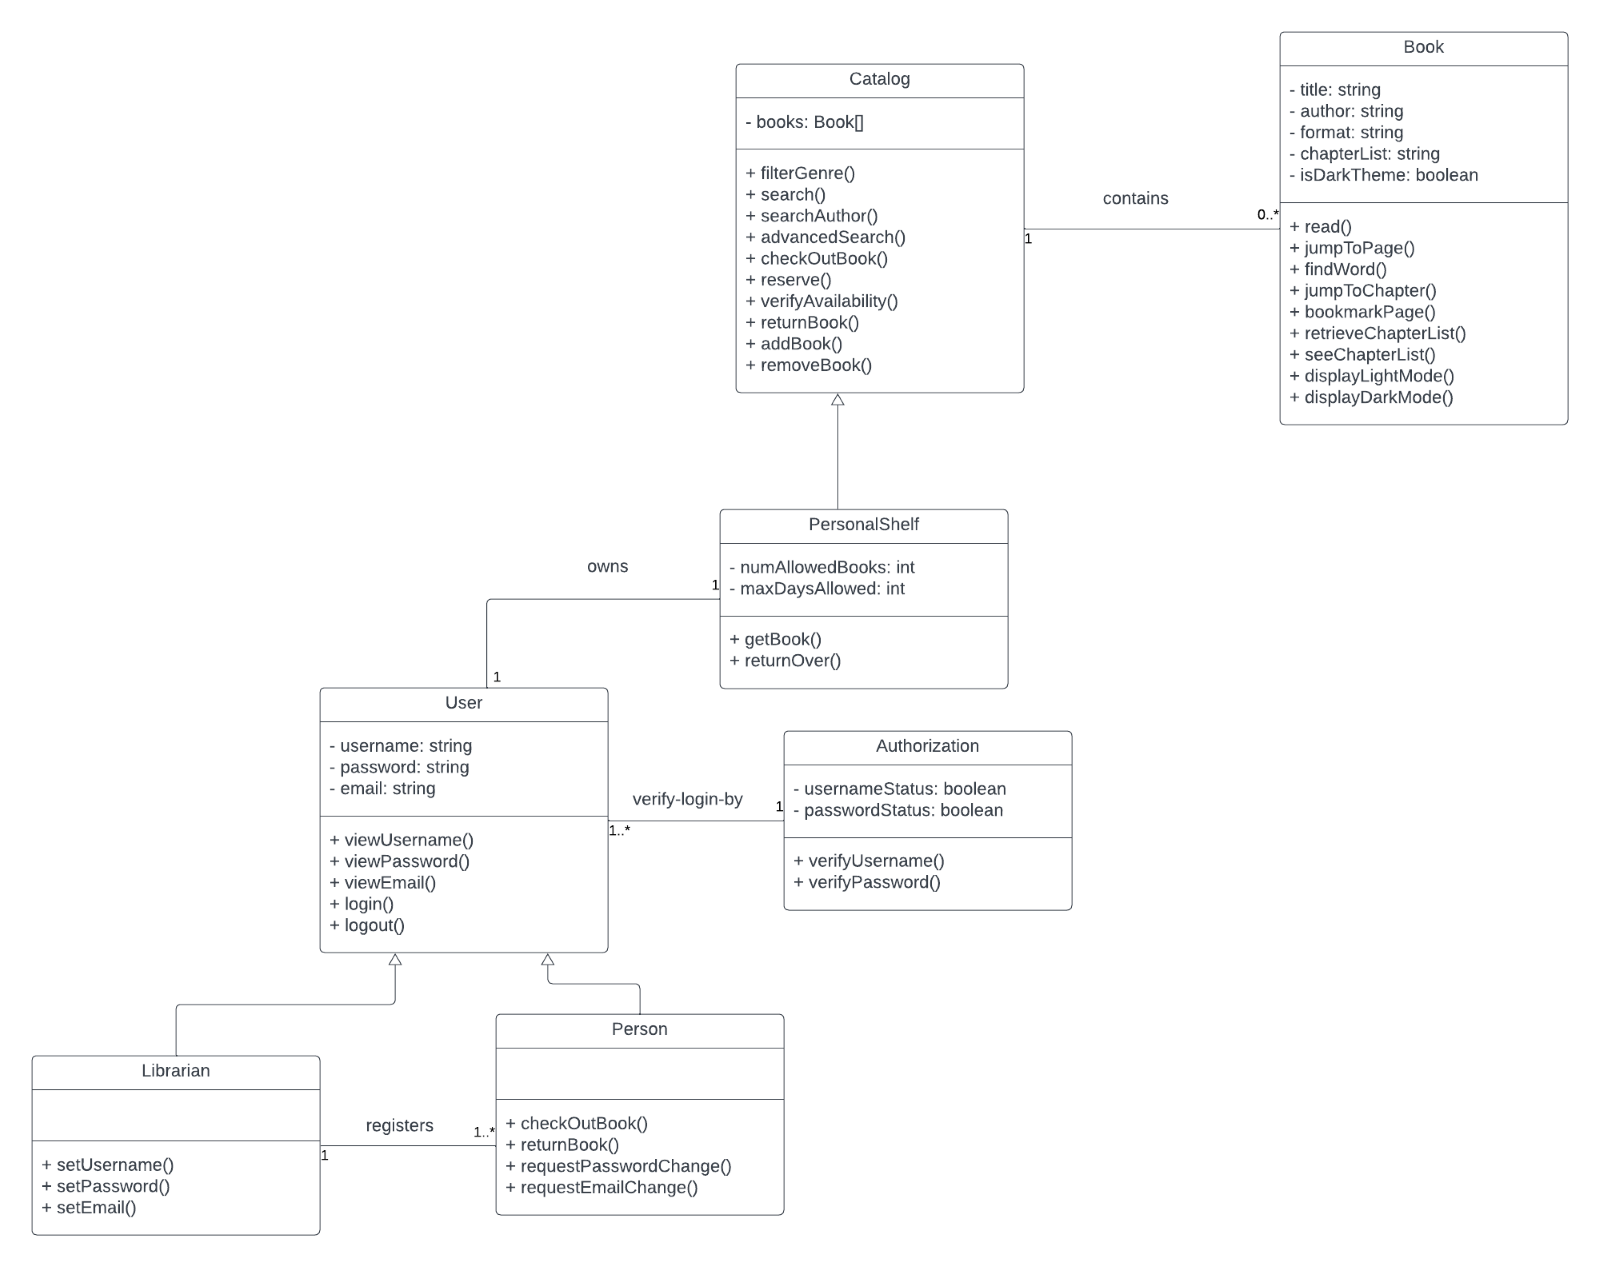 Book
- title: string
- author: string
- format: string
- chapterList: string
- isDarkTheme: boolean
+ read()
+ jumpToPage()
+ findWord()
+ jumpToChapter()
+ bookmarkPage()
+ retrieveChapterList()
+ seeChapterList()
+ displayLightMode()
+ displayDarkMode()
Catalog
- books: Book[]
+ filterGenre()
+ search()
+ searchAuthor()
+ advancedSearch()
+ checkOutBook()
+ reserve()
+ verifyAvailability()
+ returnBook()
+ addBook()
+ removeBook()
contains
0..*
1
PersonalShelf
- numAllowedBooks: int
- maxDaysAllowed: int
+ getBook()
+ returnOver()
owns
1
1
User
- username: string
- password: string
- email: string
+ viewUsername()
+ viewPassword()
+ viewEmail()
+ login()
+ logout()
verify-login-by
1
1..*
Authorization
- usernameStatus: boolean
- passwordStatus: boolean
+ verifyUsername()
+ verifyPassword()
Person
+ checkOutBook()
+ returnBook()
+ requestPasswordChange()
+ requestEmailChange()
Librarian
+ setUsername()
+ setPassword()
+ setEmail()
registers
1..*
1